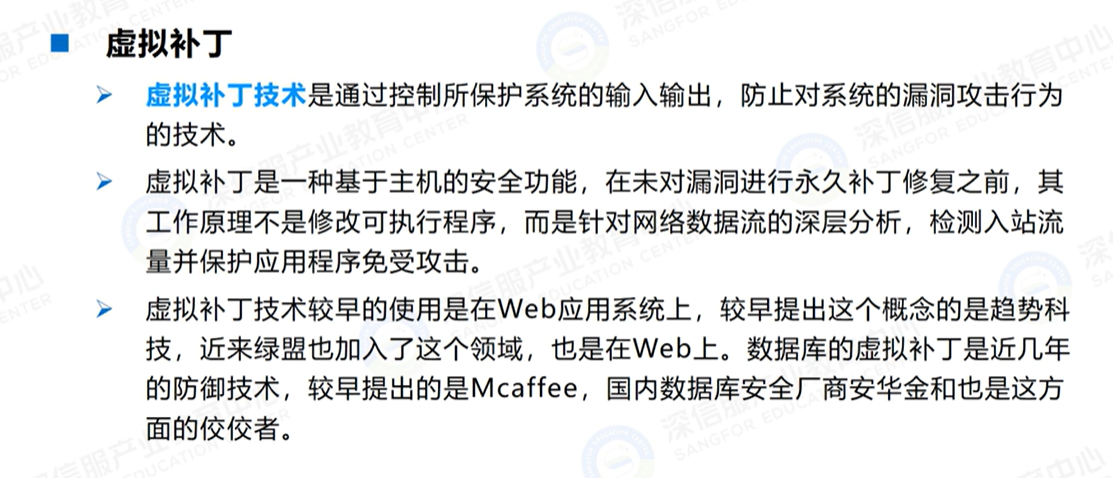 虚拟补丁
虚拟补丁技术是通过控制所保护系统的输入输出，防止对系统的漏洞攻击行为
的技术。
虚拟补丁是一种基于主机的安全功能，在未对漏洞进行永久补丁修复之前，其
工作原理不是修改可执行程序，而是针对网络数据流的深层分析，检测入站流
量并保护应用程序免受攻击。
虚拟补丁技术较早的使用是在Web应用系统上，较早提出这个概念的是趋势科
技，近来绿盟也加入了这个领域，也是在Web上。数据库的虚拟补丁是近几年
的防御技术，较早提出的是Mcaffee，国内数据库安全厂商安华金和也是这方
面的佼佼者。
深信服产业教育中心
SANGFOR EDUCATION CENTER